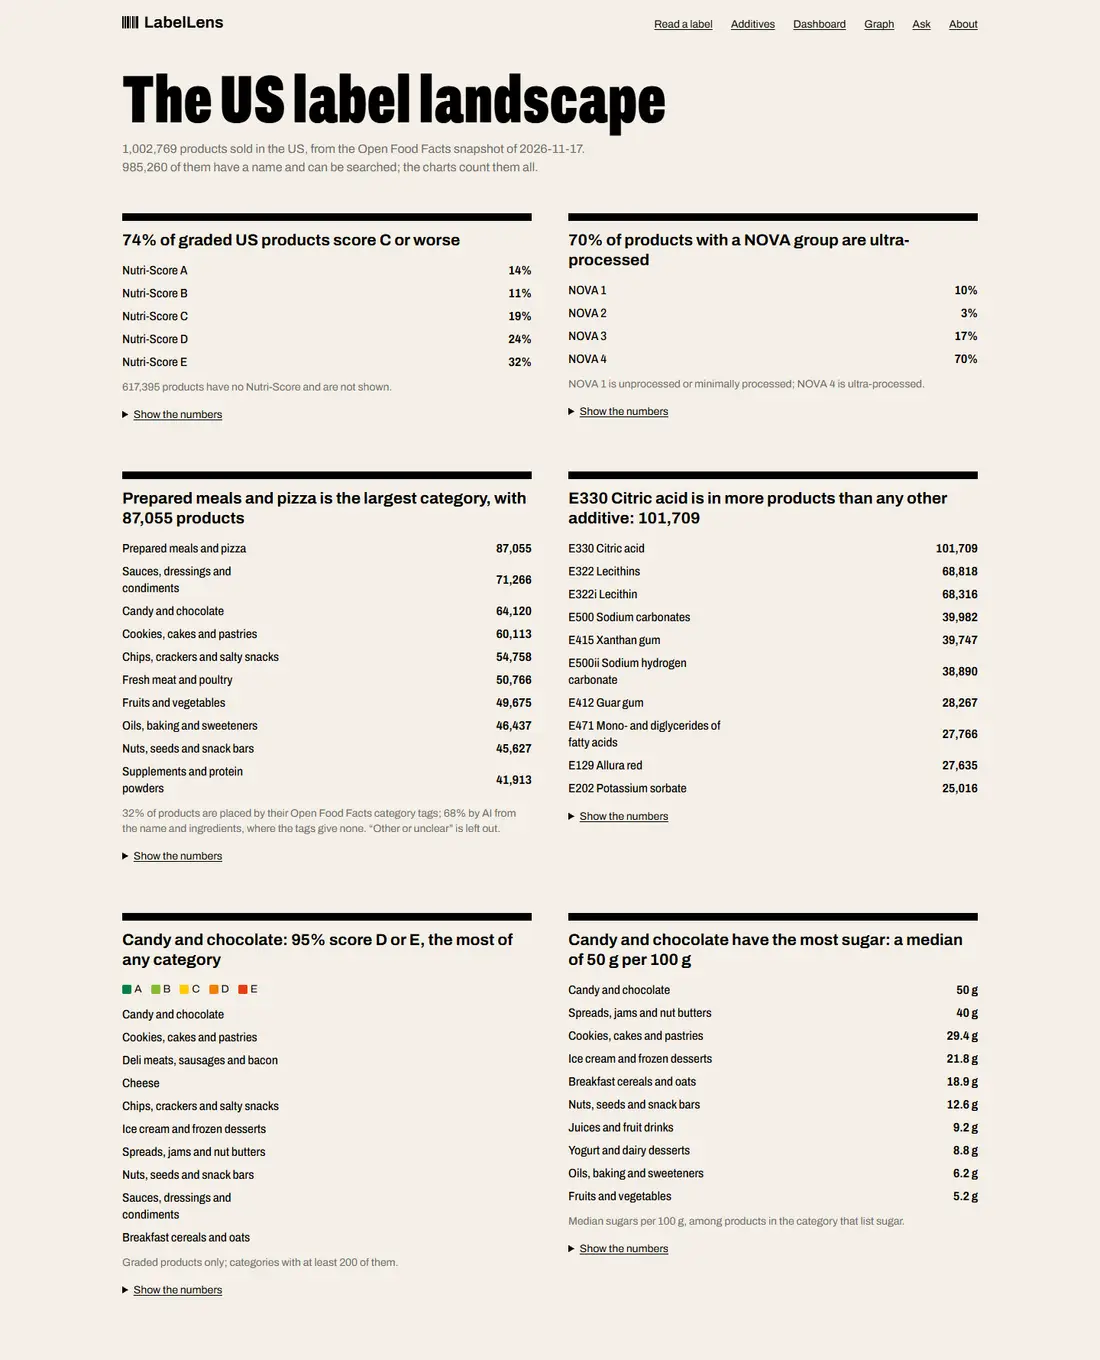 LabelLens
Read a label Additives Dashboard Graph Ask About
The US label landscape
1,002,769 products sold in the US, from the Open Food Facts snapshot of 2026-11-17.
985,260 of them have a name and can be searched; the charts count them all.
74% of graded US products score C or worse
Nutri-Score A 14%
Nutri-Score B 11%
Nutri-Score C 19%
Nutri-Score D 24%
Nutri-Score E 32%
617,395 products have no Nutri-Score and are not shown.
Show the numbers
70% of products with a NOVA group are ultra-
processed
NOVA 1 10%
NOVA 2 3%
NOVA 3 17%
NOVA 4 70%
NOVA 1 is unprocessed or minimally processed; NOVA 4 is ultra-processed.
Show the numbers
Prepared meals and pizza is the largest category, with
87,055 products
Prepared meals and pizza 87,055
Sauces, dressings and
condiments 71,266
Candy and chocolate 64,120
Cookies, cakes and pastries 60,113
Chips, crackers and salty snacks 54,758
Fresh meat and poultry 50,766
Fruits and vegetables 49,675
Oils, baking and sweeteners 46,437
Nuts, seeds and snack bars 45,627
Supplements and protein
powders 41,913
32% of products are placed by their Open Food Facts category tags; 68% by AI from
the name and ingredients, where the tags give none. “Other or unclear” is left out.
Show the numbers
E330 Citric acid is in more products than any other
additive: 101,709
E330 Citric acid 101,709
E322 Lecithins 68,818
E322i Lecithin 68,316
E500 Sodium carbonates 39,982
E415 Xanthan gum 39,747
E500ii Sodium hydrogen
carbonate 38,890
E412 Guar gum 28,267
E471 Mono- and diglycerides of
fatty acids 27,766
E129 Allura red 27,635
E202 Potassium sorbate 25,016
Show the numbers
Candy and chocolate: 95% score D or E, the most of
any category
A B C D E
Candy and chocolate
Cookies, cakes and pastries
Deli meats, sausages and bacon
Cheese
Chips, crackers and salty snacks
Ice cream and frozen desserts
Spreads, jams and nut butters
Nuts, seeds and snack bars
Sauces, dressings and
condiments
Breakfast cereals and oats
Graded products only; categories with at least 200 of them.
Show the numbers
Candy and chocolate have the most sugar: a median
of 50 g per 100 g
Candy and chocolate 50 g
Spreads, jams and nut butters 40 g
Cookies, cakes and pastries 29.4 g
Ice cream and frozen desserts 21.8 g
Breakfast cereals and oats 18.9 g
Nuts, seeds and snack bars 12.6 g
Juices and fruit drinks 9.2 g
Yogurt and dairy desserts 8.8 g
Oils, baking and sweeteners 6.2 g
Fruits and vegetables 5.2 g
Median sugars per 100 g, among products in the category that list sugar.
Show the numbers